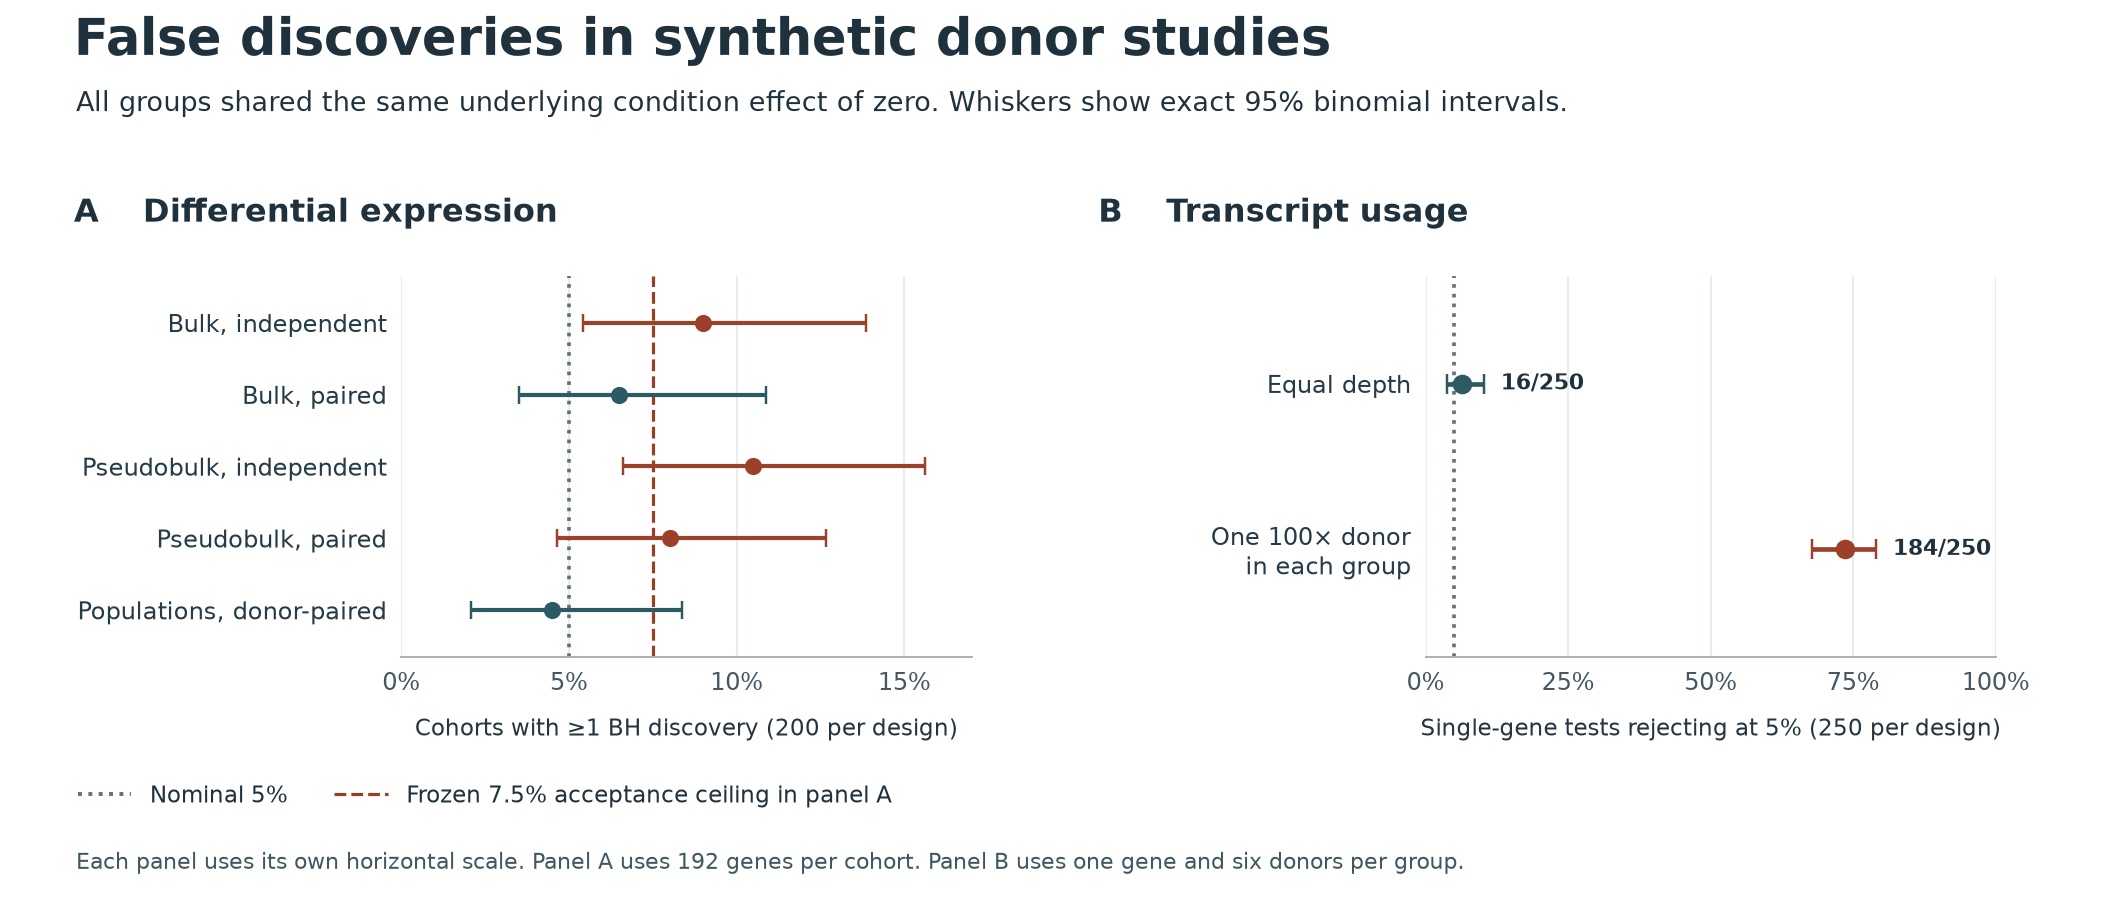 False discoveries in synthetic donor studies
All groups shared the same underlying condition effect of zero. Whiskers show exact 95% binomial intervals.
A Differential expression
Bulk, independent
Bulk, paired
Pseudobulk, independent
Pseudobulk, paired
Populations, donor-paired
0% 5% 10% 15%
Cohorts with ≥1 BH discovery (200 per design)
B Transcript usage
Equal depth
16/250
One 100× donor
in each group
184/250
0% 25% 50% 75% 100%
Single-gene tests rejecting at 5% (250 per design)
Nominal 5% Frozen 7.5% acceptance ceiling in panel A
Each panel uses its own horizontal scale. Panel A uses 192 genes per cohort. Panel B uses one gene and six donors per group.